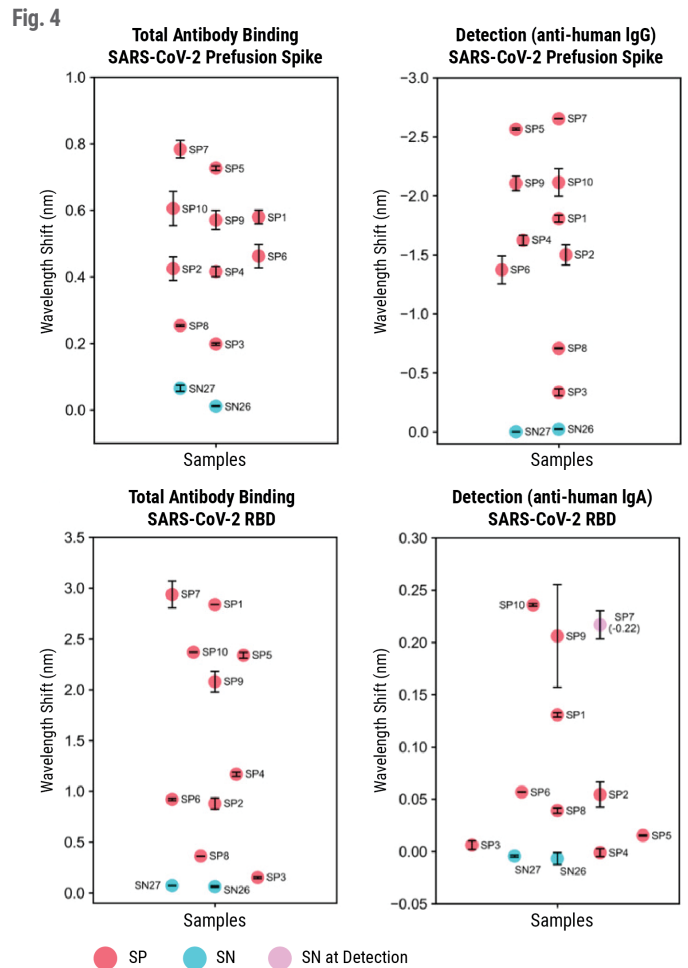 Fig. 4
Total Antibody Binding
SARS-CoV-2 Prefusion Spike
Wavelength Shift (nm)
1.0
0.8
0.6
0.4
0.2
0.0
SP7
SP5
SP10
SP9
SP1
SP6
SP2
SP4
SP8
SP3
SN27
SN26
Samples
Detection (anti-human IgG)
SARS-CoV-2 Prefusion Spike
Wavelength Shift (nm)
−3.0
−2.5
−2.0
−1.5
−1.0
−0.5
0.0
SP7
SP5
SP9
SP10
SP1
SP4
SP2
SP6
SP8
SP3
SN27
SN26
Samples
Total Antibody Binding
SARS-CoV-2 RBD
Wavelength Shift (nm)
3.5
3.0
2.5
2.0
1.5
1.0
0.5
0.0
SP7
SP1
SP10
SP5
SP9
SP4
SP6
SP2
SP8
SP3
SN27
SN26
Samples
Detection (anti-human IgA)
SARS-CoV-2 RBD
Wavelength Shift (nm)
0.30
0.25
0.20
0.15
0.10
0.05
0.00
−0.05
SP10
SP7
(-0.22)
SP9
SP1
SP6
SP2
SP8
SP5
SP3
SP4
SN27
SN26
Samples
SP
SN
SN at Detection